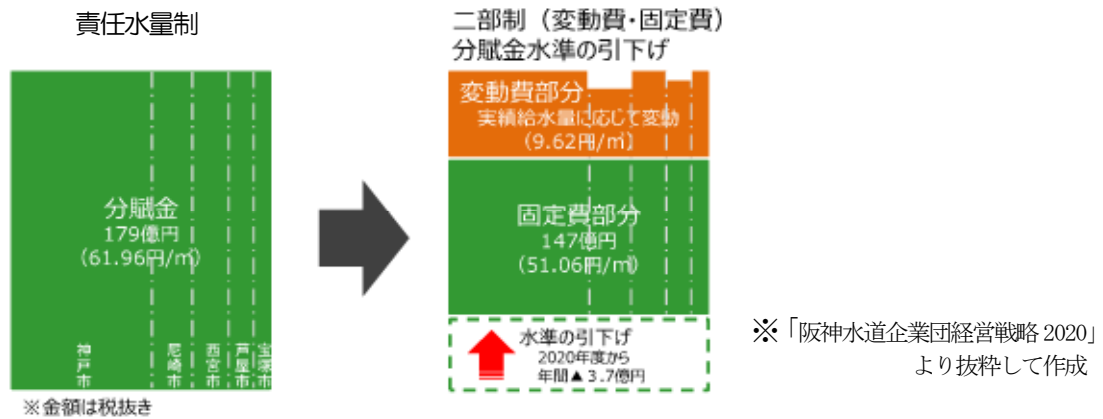 責任水量制
分賦金
179億円
(61.96円/㎥)
神戸市
尼崎市
西宮市
芦屋市
宝塚市
※金額は税抜き
二部制（変動費・固定費）
分賦金水準の引下げ
変動費部分
実績給水量に応じて変動
(9.62円/㎥)
固定費部分
147億円
(51.06円/㎥)
水準の引下げ
2020年度から
年間▲3.7億円
※「阪神水道企業団経営戦略2020」
より抜粋して作成